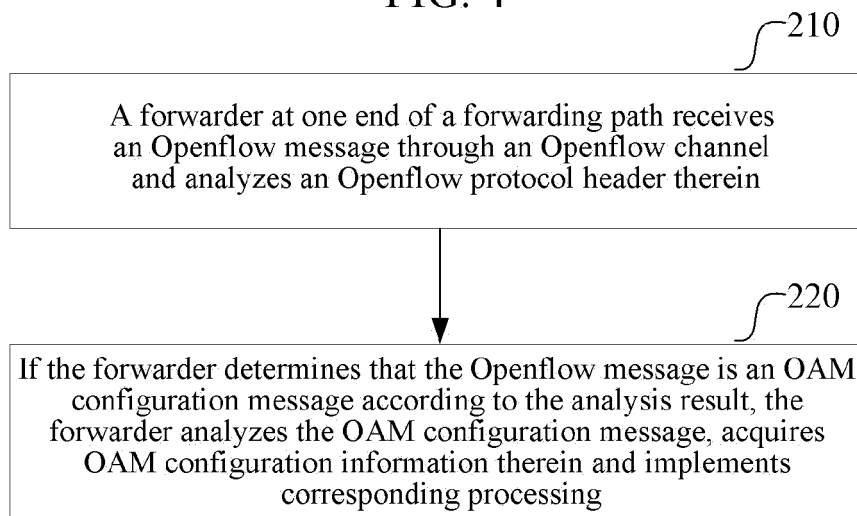 FIG. 4
210
A forwarder at one end of a forwarding path receives
an Openflow message through an Openflow channel
and analyzes an Openflow protocol header therein
220
If the forwarder determines that the Openflow message is an OAM
configuration message according to the analysis result, the
forwarder analyzes the OAM configuration message, acquires
OAM configuration information therein and implements
corresponding processing